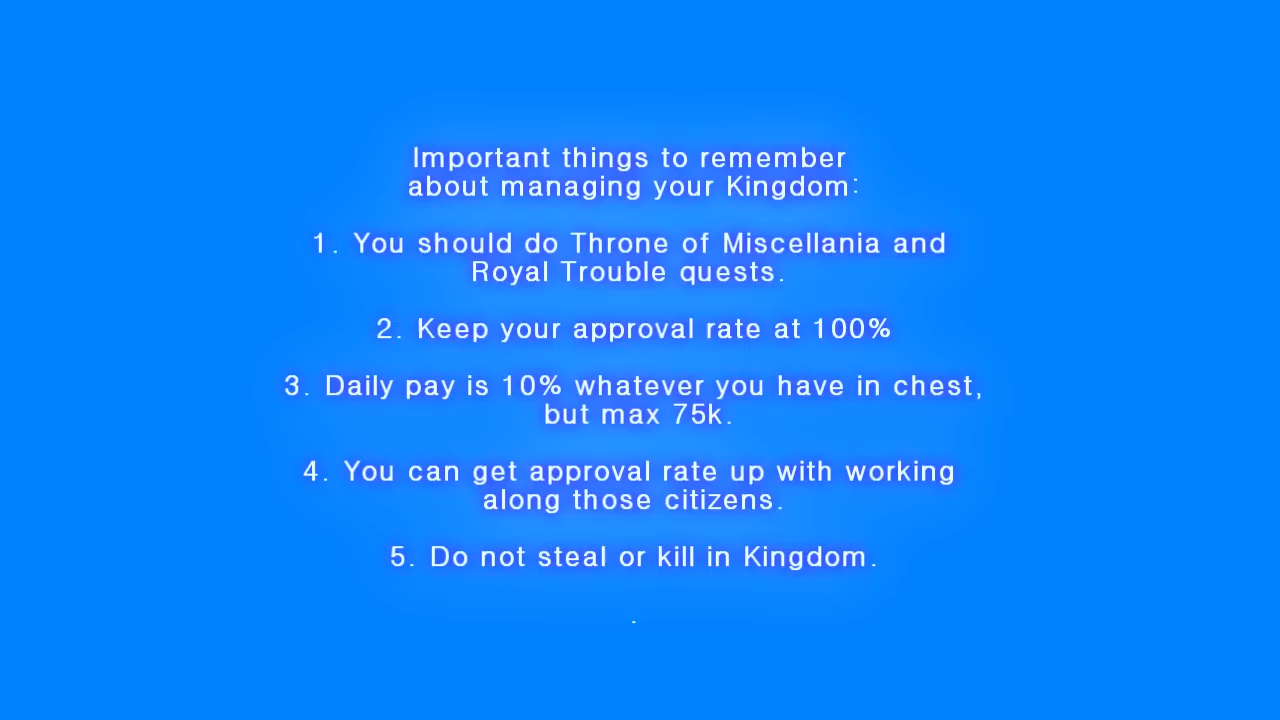 Important things to remember
about managing your Kingdom:
1. You should do Throne of Miscellania and
Royal Trouble quests.
2. Keep your approval rate at 100%
3. Daily pay is 10% whatever you have in chest,
but max 75k.
4. You can get approval rate up with working
along those citizens.
5. Do not steal or kill in Kingdom.
.